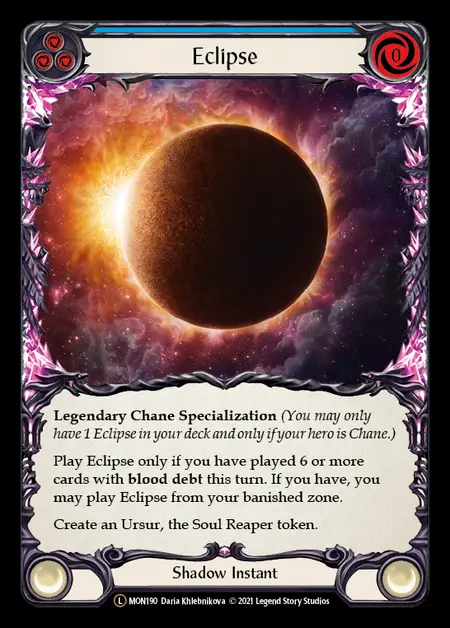 Eclipse
0
Legendary Chane Specialization (You may only
have 1 Eclipse in your deck and only if your hero is Chane.)
Play Eclipse only if you have played 6 or more
cards with blood debt this turn. If you have, you
may play Eclipse from your banished zone.
Create an Ursur, the Soul Reaper token.
Shadow Instant
L MON190 Daria Khlebnikova © 2021 Legend Story Studios